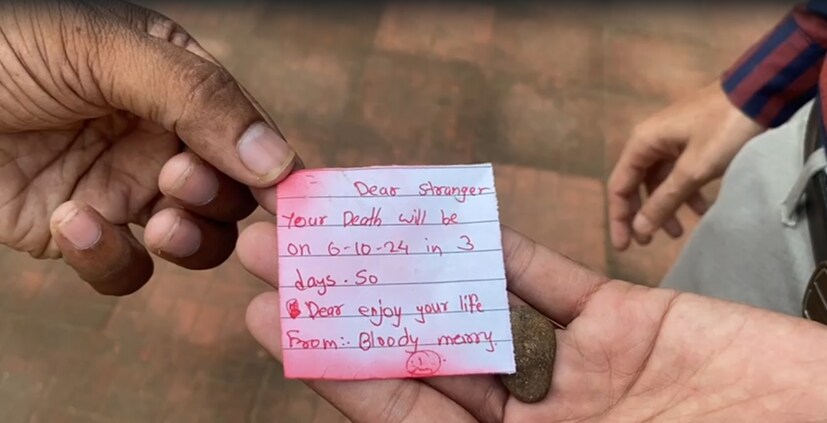 Dear stranger
Your Death will be
on 6-10-24 in 3
days. So
Dear enjoy your life
From:- Bloody merry.